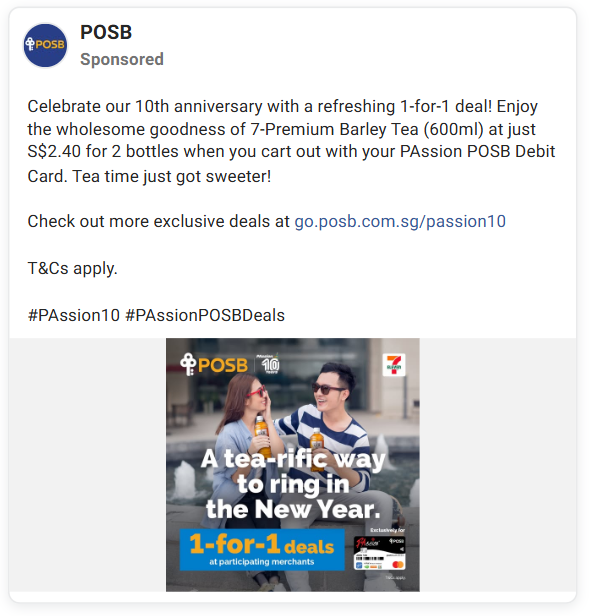 POSB
POSB
Sponsored
Celebrate our 10th anniversary with a refreshing 1-for-1 deal! Enjoy
the wholesome goodness of 7-Premium Barley Tea (600ml) at just
S$2.40 for 2 bottles when you cart out with your PAssion POSB Debit
Card. Tea time just got sweeter!
Check out more exclusive deals at go.posb.com.sg/passion10
T&Cs apply.
#PAssion10 #PAssionPOSBDeals
POSB
PAssion
10
7
ELEVEN
A tea-rific way
to ring in
the New Year.
Exclusively for
1-for-1 deals
at participating merchants
POSB
T&Cs apply.